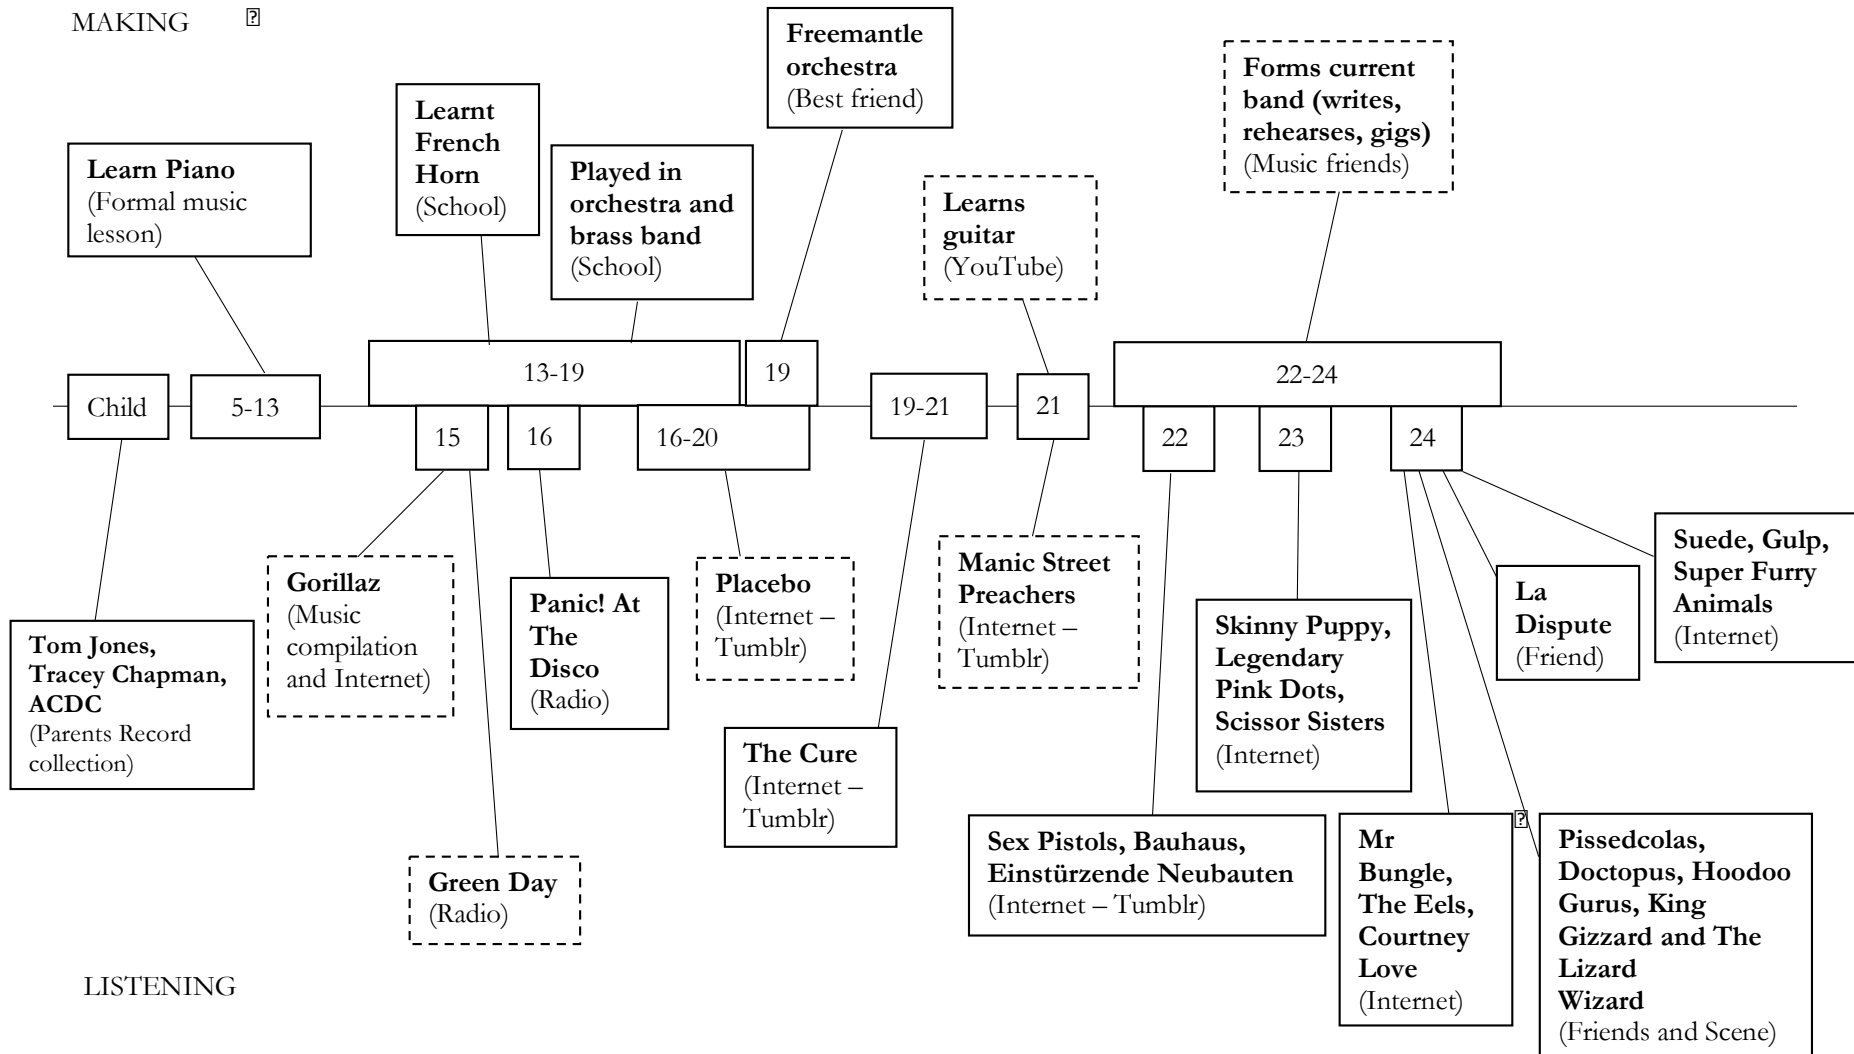 MAKING
Freemantle
orchestra
(Best friend)
Forms current
band (writes,
rehearses, gigs)
(Music friends)
Learnt
French
Horn
(School)
Learn Piano
(Formal music
lesson)
Played in
orchestra and
brass band
(School)
Learns
guitar
(YouTube)
13-19
19
22-24
Child
5-13
19-21
21
15
16
16-20
22
23
24
Tom Jones,
Tracey Chapman,
ACDC
(Parents Record
collection)
Gorillaz
(Music
compilation
and Internet)
Green Day
(Radio)
Panic! At
The
Disco
(Radio)
Placebo
(Internet –
Tumblr)
The Cure
(Internet –
Tumblr)
Manic Street
Preachers
(Internet –
Tumblr)
Sex Pistols, Bauhaus,
Einstürzende Neubauten
(Internet – Tumblr)
Skinny Puppy,
Legendary
Pink Dots,
Scissor Sisters
(Internet)
Mr
Bungle,
The Eels,
Courtney
Love
(Internet)
Pissedcolas,
Doctopus, Hoodoo
Gurus, King
Gizzard and The
Lizard
Wizard
(Friends and Scene)
La
Dispute
(Friend)
Suede, Gulp,
Super Furry
Animals
(Internet)
LISTENING